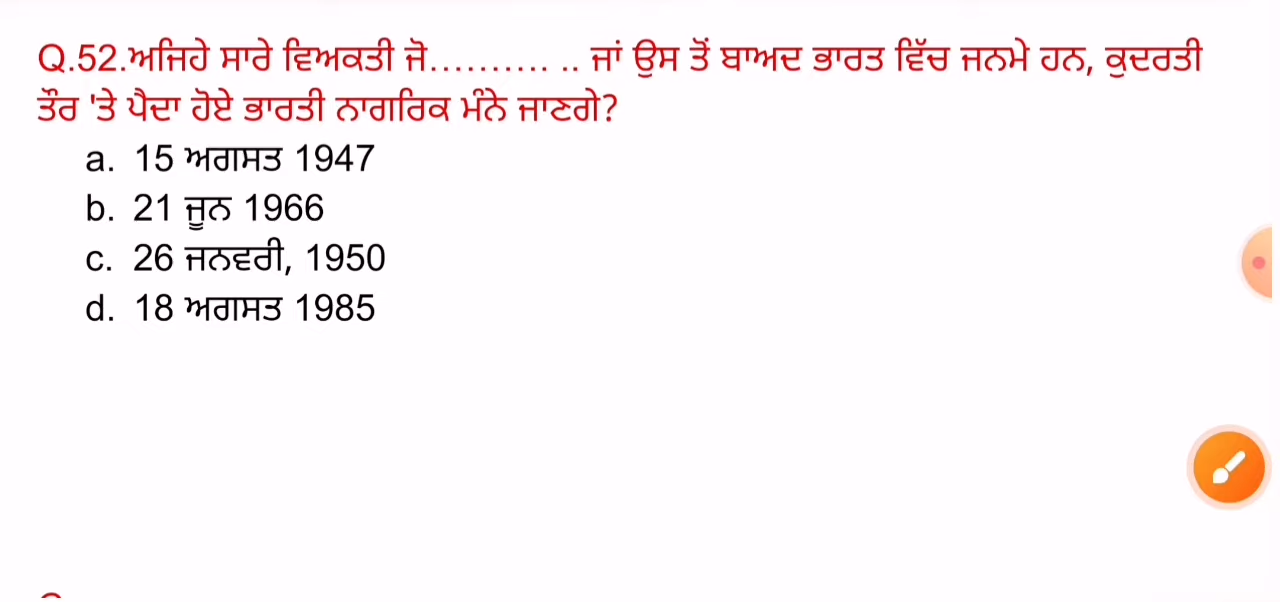 Q.52.ਅਜਿਹੇ ਸਾਰੇ ਵਿਅਕਤੀ ਜੋ.......... .. ਜਾਂ ਉਸ ਤੋਂ ਬਾਅਦ ਭਾਰਤ ਵਿੱਚ ਜਨਮੇ ਹਨ, ਕੁਦਰਤੀ
ਤੌਰ 'ਤੇ ਪੈਦਾ ਹੋਏ ਭਾਰਤੀ ਨਾਗਰਿਕ ਮੰਨੇ ਜਾਣਗੇ?
a. 15 ਅਗਸਤ 1947
b. 21 ਜੂਨ 1966
c. 26 ਜਨਵਰੀ, 1950
d. 18 ਅਗਸਤ 1985